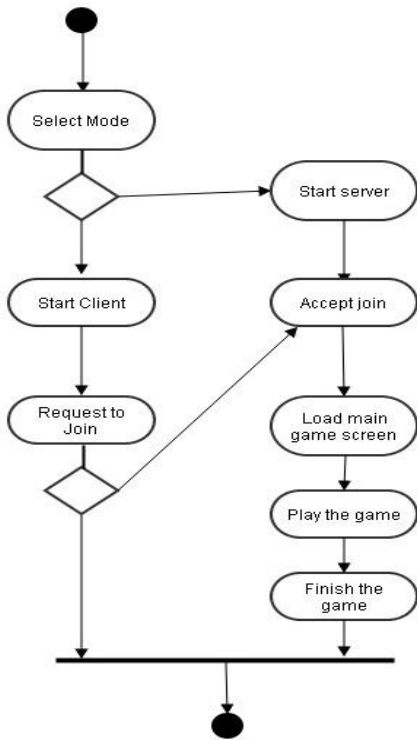 Select Mode
Start server
Start Client
Accept join
Request to
Join
Load main
game screen
Play the game
Finish the
game